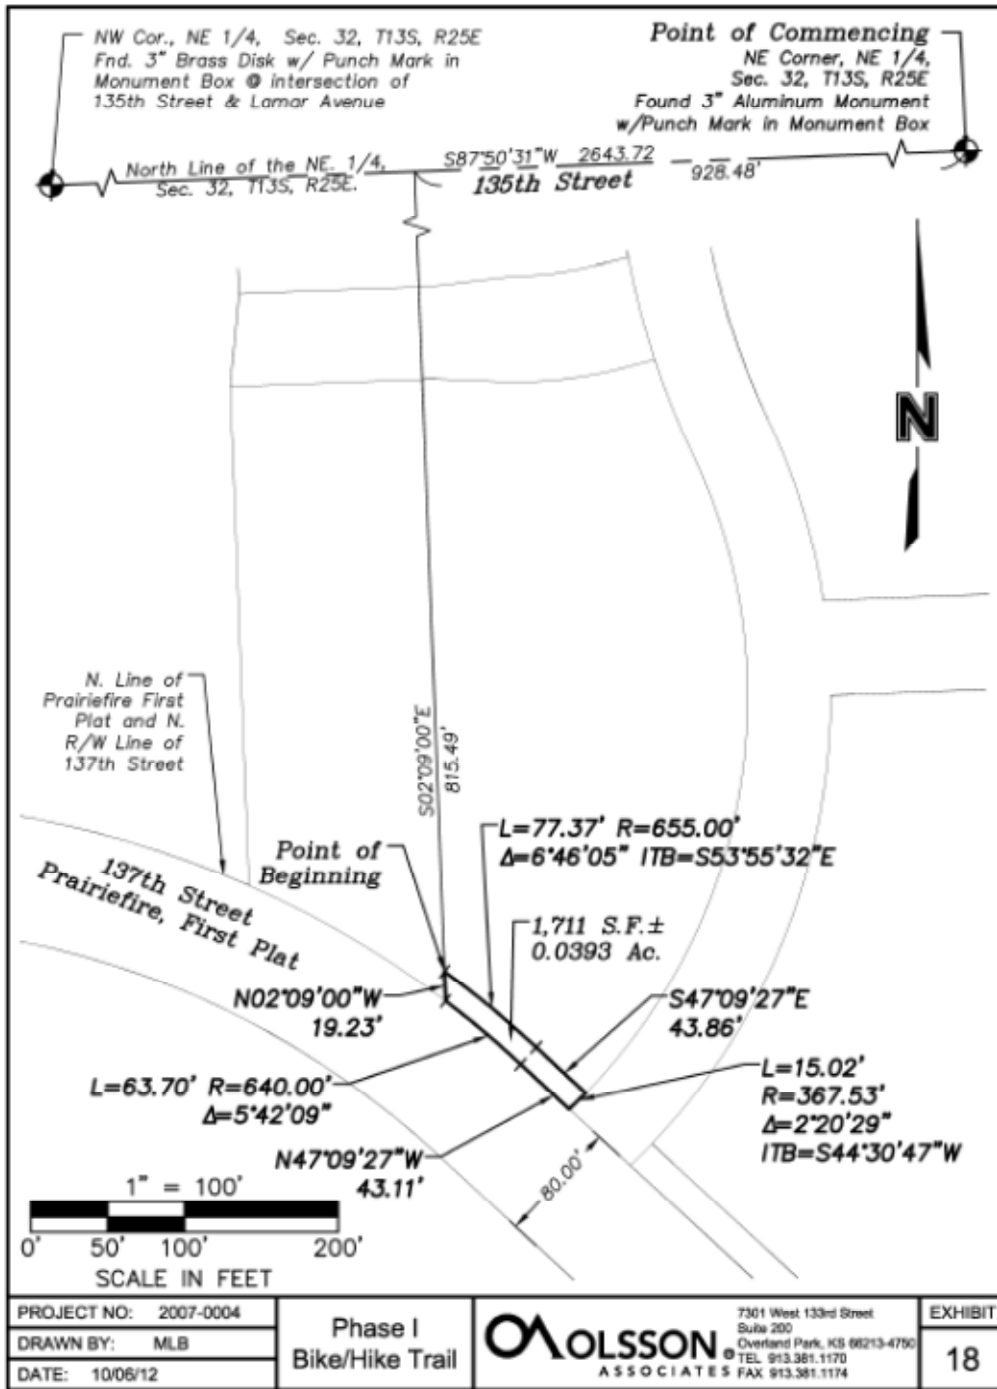 NW Cor., NE 1/4, Sec. 32, T13S, R25E
Fnd. 3" Brass Disk w/ Punch Mark in
Monument Box @ intersection of
135th Street & Lamar Avenue
Point of Commencing
NE Corner, NE 1/4,
Sec. 32, T13S, R25E
Found 3" Aluminum Monument
w/Punch Mark in Monument Box
North Line of the NE. 1/4,
Sec. 32, T13S, R25E.
S87°50'31"W 2643.72
135th Street
928.48'
N
N. Line of
Prairiefire First
Plat and N.
R/W Line of
137th Street
S02°09'00"E
815.49'
L=77.37' R=655.00'
Δ=6°46'05" ITB=S53°55'32"E
Point of
Beginning
137th Street
Prairiefire, First Plat
1,711 S.F.±
0.0393 Ac.
N02°09'00"W
19.23'
S47°09'27"E
43.86'
L=63.70' R=640.00'
Δ=5°42'09"
L=15.02'
R=367.53'
Δ=2°20'29"
ITB=S44°30'47"W
N47°09'27"W
43.11'
80.00'
1" = 100'
0' 50' 100' 200'
SCALE IN FEET
PROJECT NO: 2007-0004
DRAWN BY: MLB
DATE: 10/06/12
Phase I
Bike/Hike Trail
OLSSON
ASSOCIATES
7301 West 133rd Street
Suite 200
Overland Park, KS 66213-4750
TEL 913.381.1170
FAX 913.381.1174
EXHIBIT
18